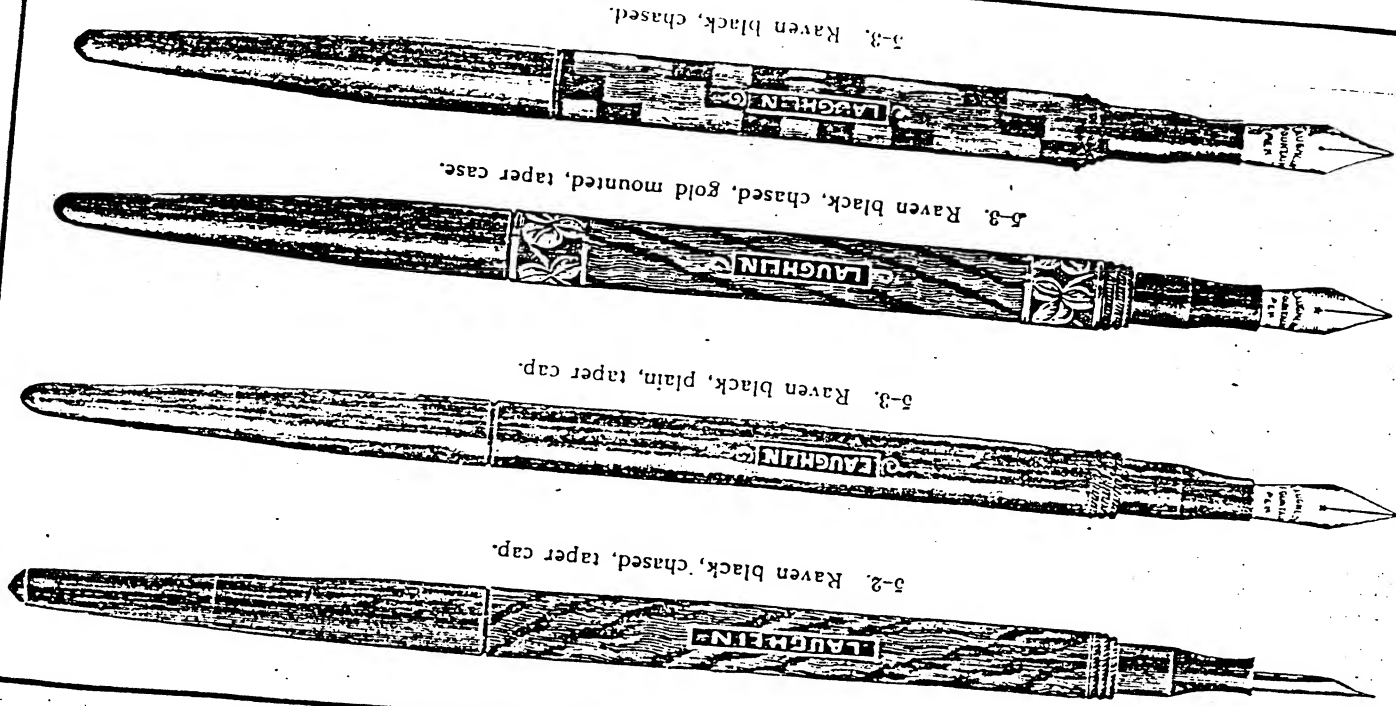 LAUGHLIN
5-2. Raven black, chased, taper cap.
LAUGHLIN
5-3. Raven black, plain, taper cap.
LAUGHLIN
5-3. Raven black, chased, gold mounted, taper case.
LAUGHLIN
5-3. Raven black, chased.